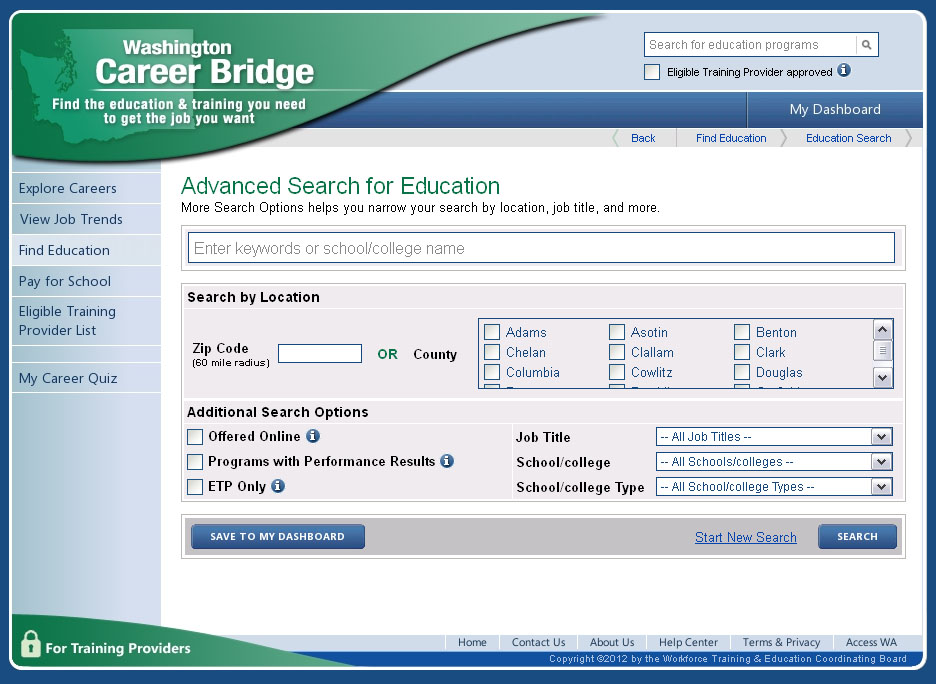 Washington
Career Bridge
Find the education & training you need
to get the job you want
Search for education programs
Eligible Training Provider approved
My Dashboard
Back
Find Education
Education Search
Explore Careers
View Job Trends
Find Education
Pay for School
Eligible Training
Provider List
My Career Quiz
Advanced Search for Education
More Search Options helps you narrow your search by location, job title, and more.
Enter keywords or school/college name
Search by Location
Zip Code
(60 mile radius)
OR
County
Adams
Asotin
Benton
Chelan
Clallam
Clark
Columbia
Cowlitz
Douglas
Additional Search Options
Offered Online
Programs with Performance Results
ETP Only
Job Title
-- All Job Titles --
School/college
-- All Schools/colleges --
School/college Type
-- All School/college Types --
SAVE TO MY DASHBOARD
Start New Search
SEARCH
For Training Providers
Home
Contact Us
About Us
Help Center
Terms & Privacy
Access WA
Copyright ©2012 by the Workforce Training & Education Coordinating Board